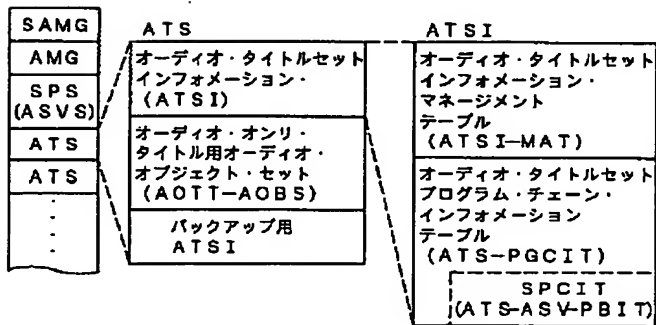 SAMG
AMG
SPS
(ASVS)
ATS
ATS
ATS
オーディオ・タイトルセット
インフォメーション・
(ATSI)
オーディオ・オンリ・
タイトル用オーディオ・
オブジェクト・セット
(AOTT-AOBS)
バックアップ用
ATSI
ATSI
オーディオ・タイトルセット
インフォメーション・
マネージメント
テーブル
(ATSI-MAT)
オーディオ・タイトルセット
プログラム・チェーン・
インフォメーション
テーブル
(ATS-PGCIT)
SPCIT
(ATS-ASV-PBIT)